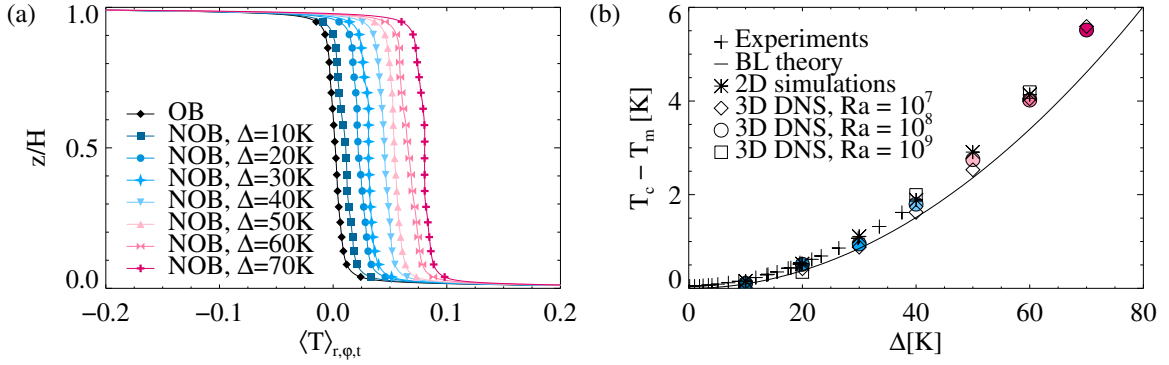 (a)
1.0
0.5
0.0
z/H
OB
NOB, Δ=10K
NOB, Δ=20K
NOB, Δ=30K
NOB, Δ=40K
NOB, Δ=50K
NOB, Δ=60K
NOB, Δ=70K
−0.2 −0.1 0.0 0.1 0.2
⟨T⟩r,φ,t
(b)
6
4
2
0
Tc − Tm [K]
Experiments
BL theory
2D simulations
3D DNS, Ra = 10⁷
3D DNS, Ra = 10⁸
3D DNS, Ra = 10⁹
0 20 40 60 80
Δ[K]